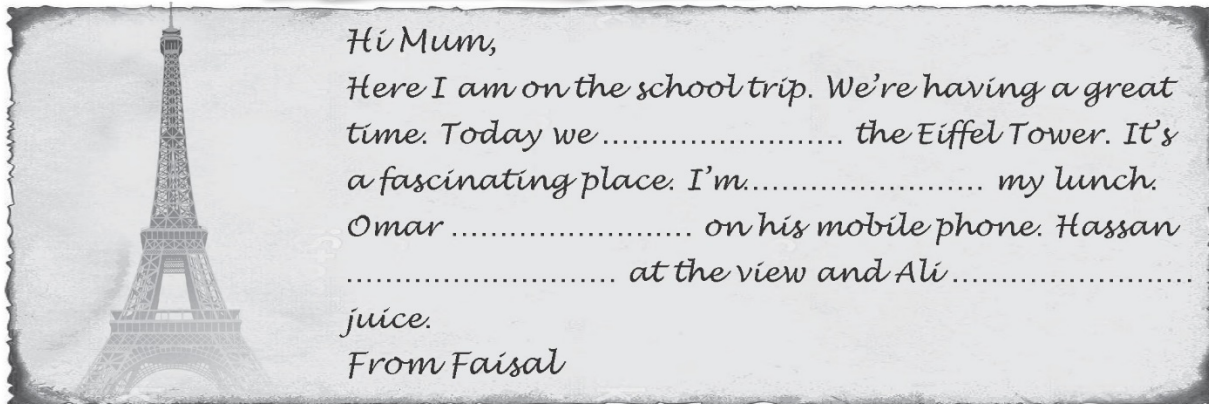 Hi Mum,
Here I am on the school trip. We're having a great
time. Today we ........................ the Eiffel Tower. It's
a fascinating place. I'm........................ my lunch.
Omar ........................ on his mobile phone. Hassan
........................... at the view and Ali ........................
juice.
From Faisal